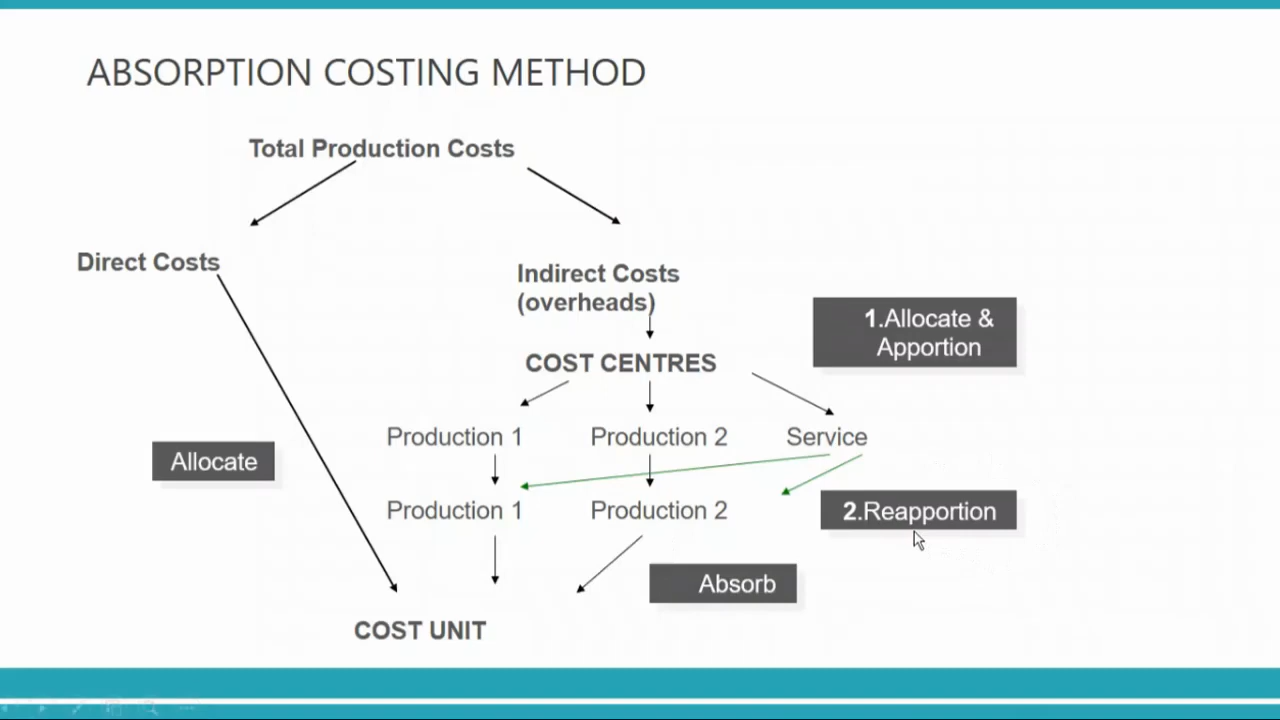 ABSORPTION COSTING METHOD
Total Production Costs
Direct Costs
Indirect Costs
(overheads)
1.Allocate &
Apportion
COST CENTRES
Production 1
Production 2
Service
Allocate
Production 1
Production 2
2.Reapportion
Absorb
COST UNIT